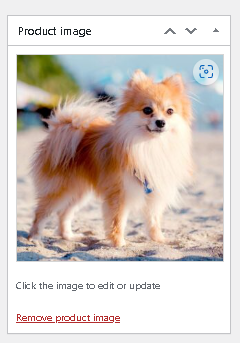 Product image
Click the image to edit or update
Remove product image